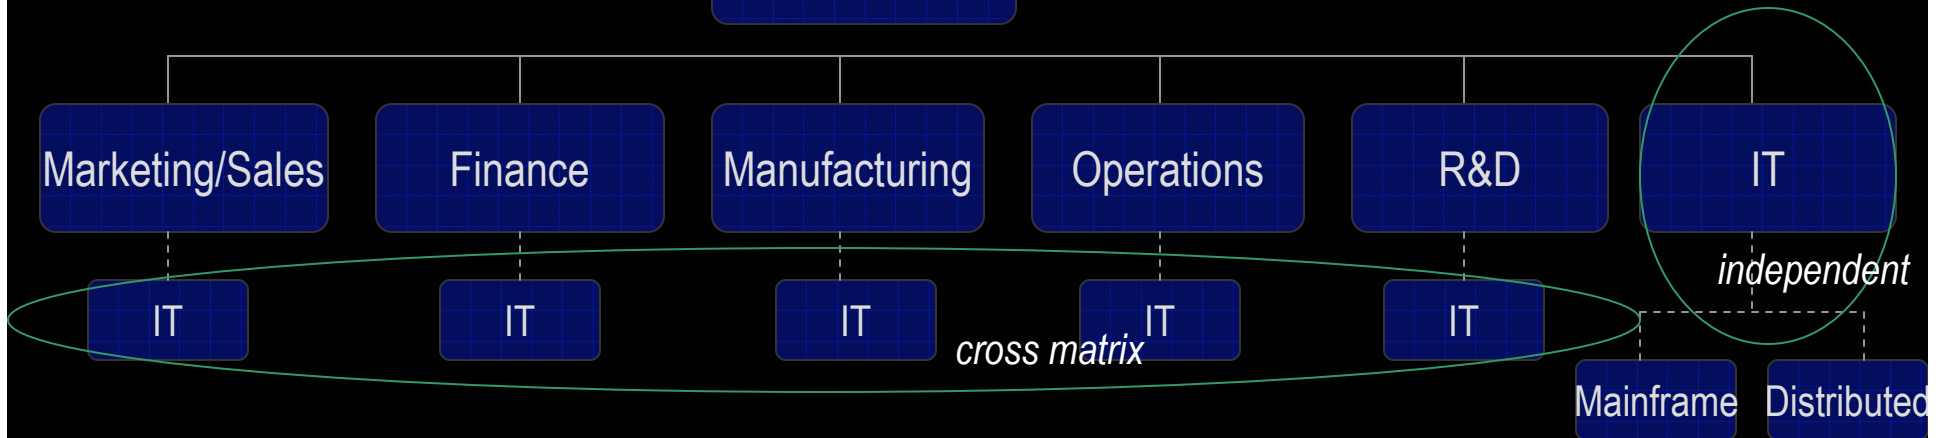 Marketing/Sales
Finance
Manufacturing
Operations
R&D
IT
independent
IT
IT
IT
IT
IT
cross matrix
Mainframe
Distributed